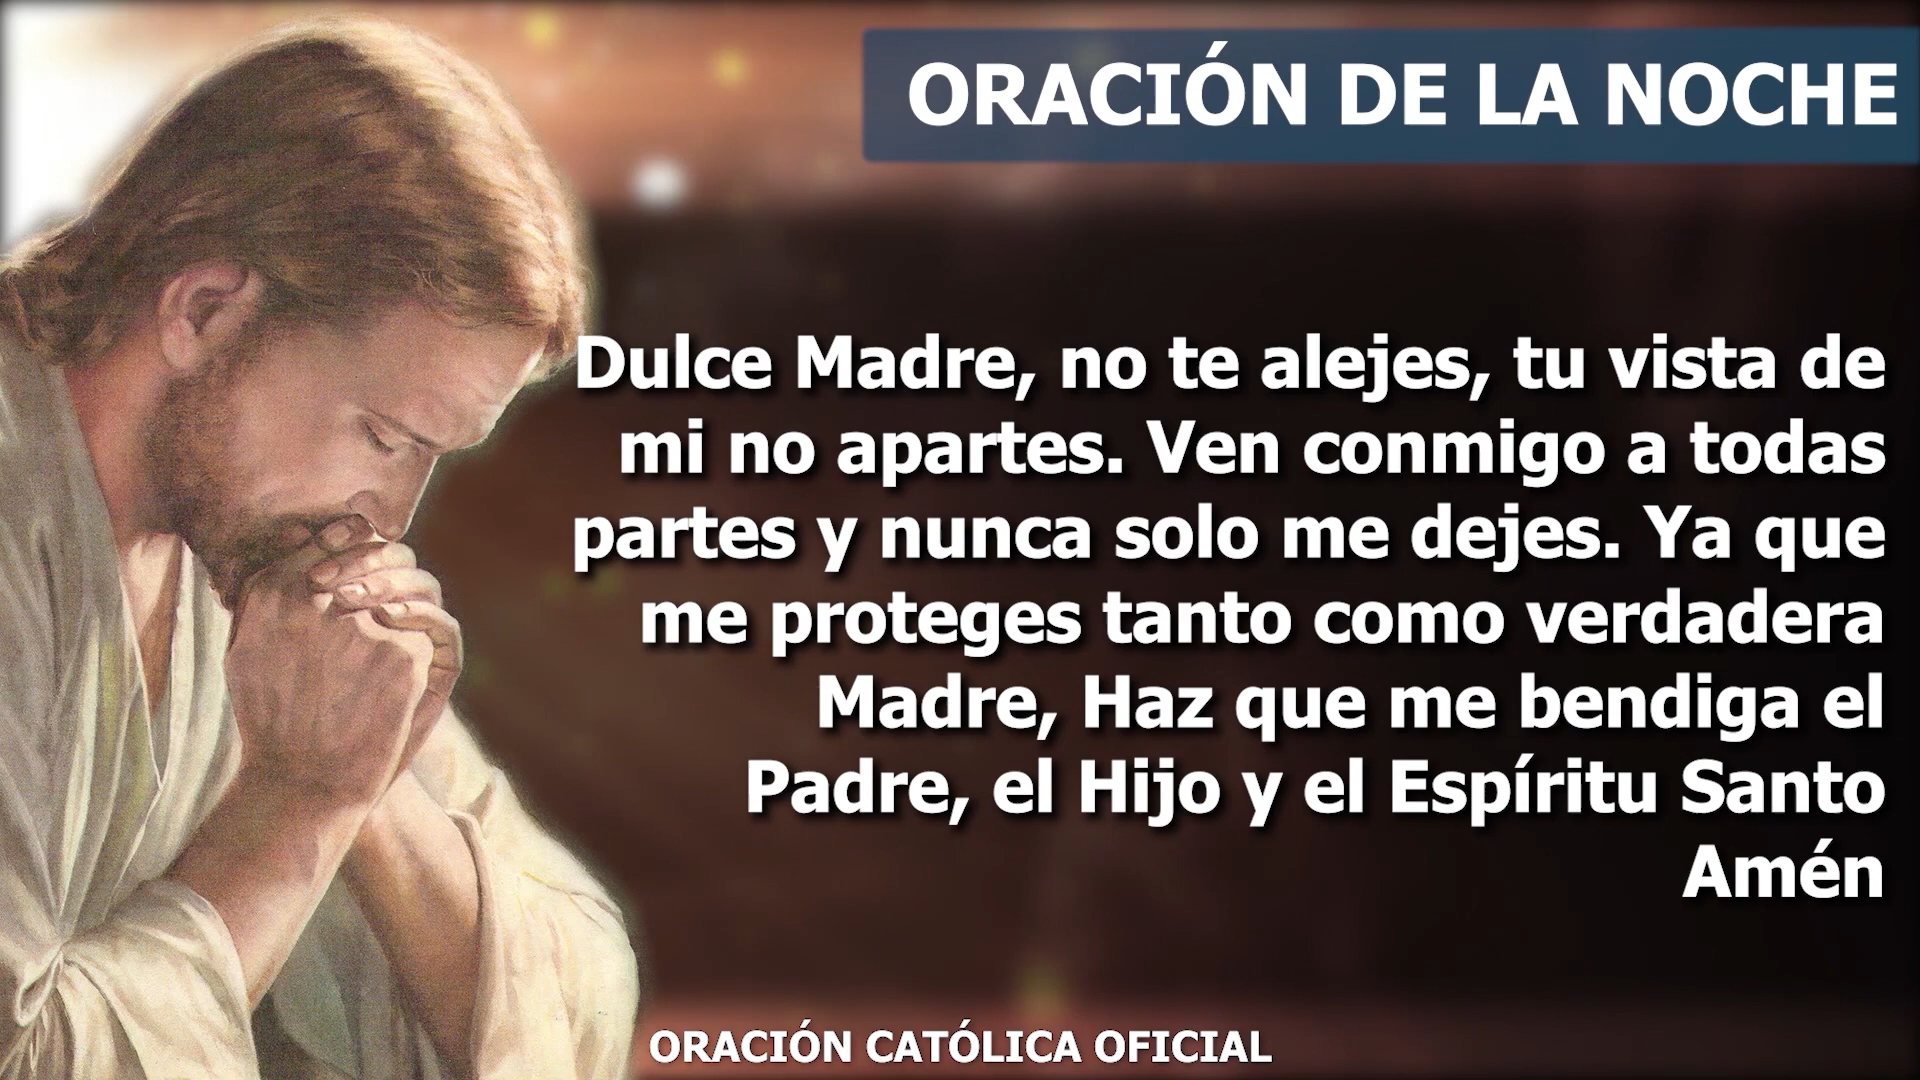 ORACIÓN DE LA NOCHE
Dulce Madre, no te alejes, tu vista de
mi no apartes. Ven conmigo a todas
partes y nunca solo me dejes. Ya que
me proteges tanto como verdadera
Madre, Haz que me bendiga el
Padre, el Hijo y el Espíritu Santo
Amén
ORACIÓN CATÓLICA OFICIAL